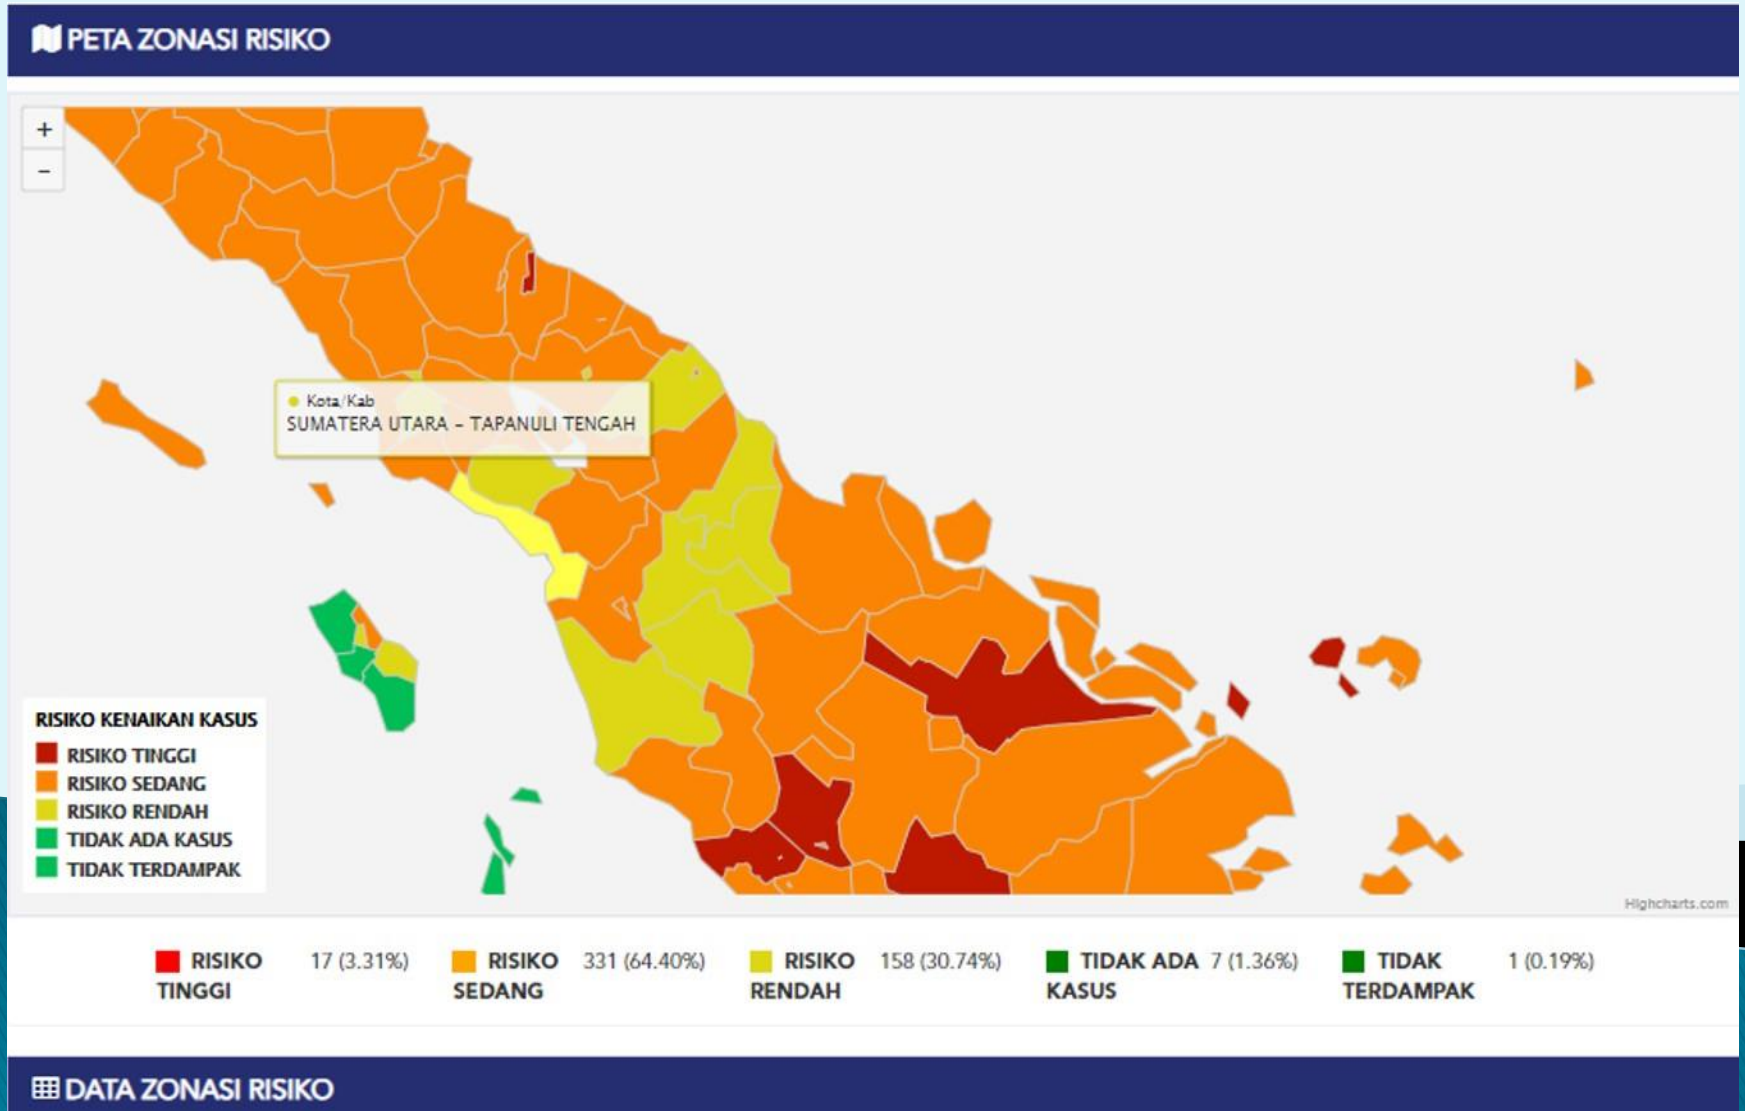 PETA ZONASI RISIKO
+
−
Kota/Kab
SUMATERA UTARA – TAPANULI TENGAH
RISIKO KENAIKAN KASUS
RISIKO TINGGI
RISIKO SEDANG
RISIKO RENDAH
TIDAK ADA KASUS
TIDAK TERDAMPAK
Highcharts.com
RISIKO TINGGI 17 (3.31%)
RISIKO SEDANG 331 (64.40%)
RISIKO RENDAH 158 (30.74%)
TIDAK ADA KASUS 7 (1.36%)
TIDAK TERDAMPAK 1 (0.19%)
DATA ZONASI RISIKO